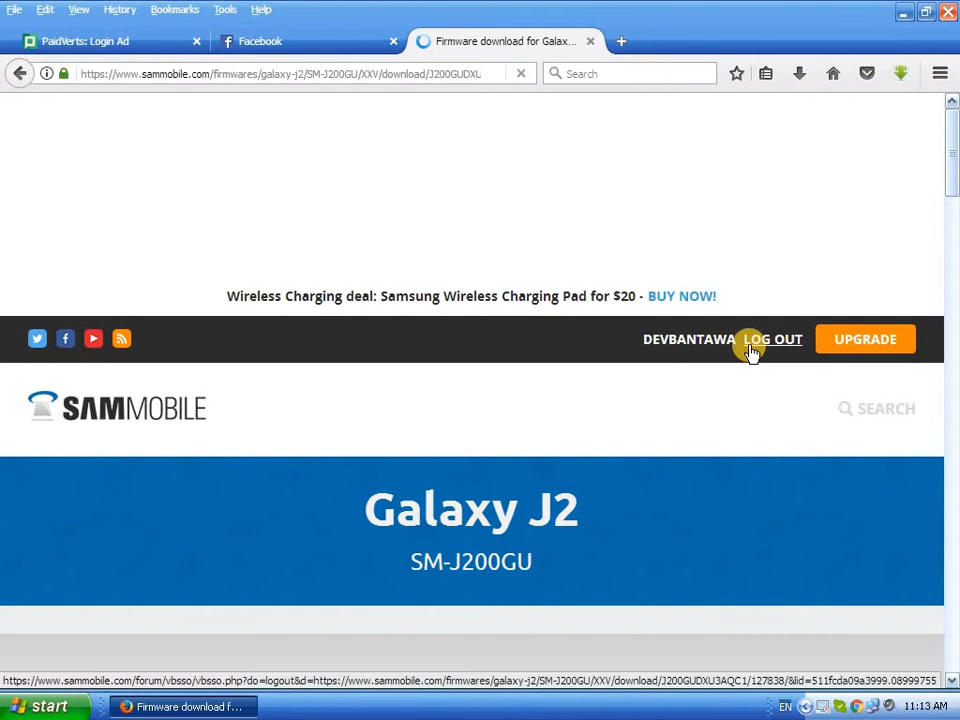 File Edit View History Bookmarks Tools Help
PaidVerts: Login Ad
Facebook
Firmware download for Galax...
https://www.sammobile.com/firmwares/galaxy-j2/SM-J200GU/XXV/download/J200GUDXU
Search
Wireless Charging deal: Samsung Wireless Charging Pad for $20 - BUY NOW!
DEVBANTAWA LOG OUT UPGRADE
SAMMOBILE
SEARCH
Galaxy J2
SM-J200GU
https://www.sammobile.com/forum/vbsso/vbsso.php?do=logout&d=https://www.sammobile.com/firmwares/galaxy-j2/SM-J200GU/XXV/download/J200GUDXU3AQC1/127838/&id=511fcda09a3999.08999755
start
Firmware download f...
EN
11:13 AM